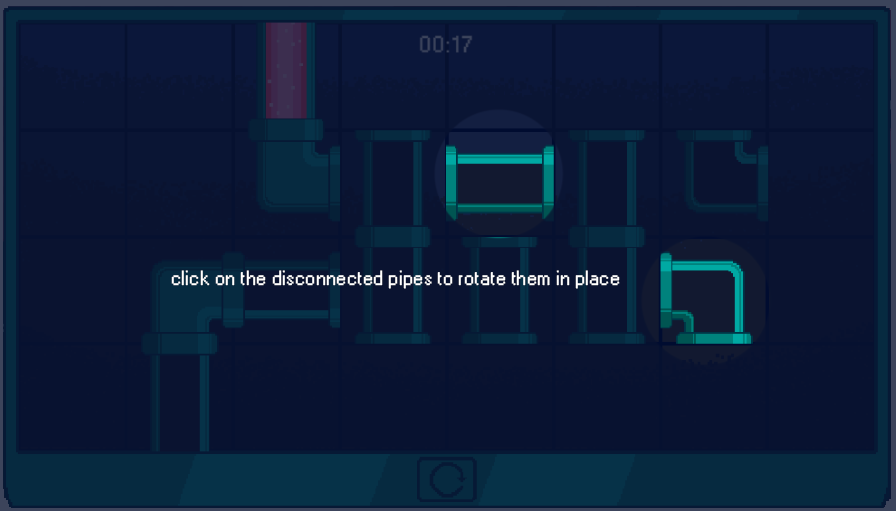 00:17
click on the disconnected pipes to rotate them in place